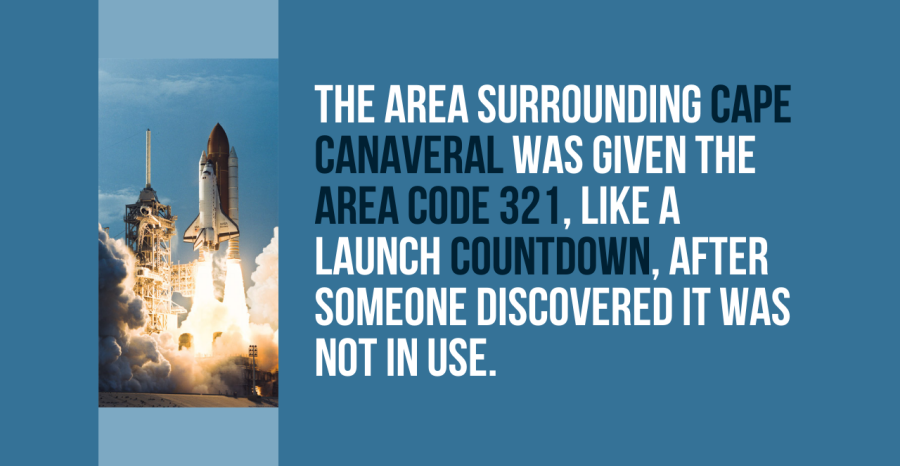 THE AREA SURROUNDING CAPE
CANAVERAL WAS GIVEN THE
AREA CODE 321, LIKE A
LAUNCH COUNTDOWN, AFTER
SOMEONE DISCOVERED IT WAS
NOT IN USE.